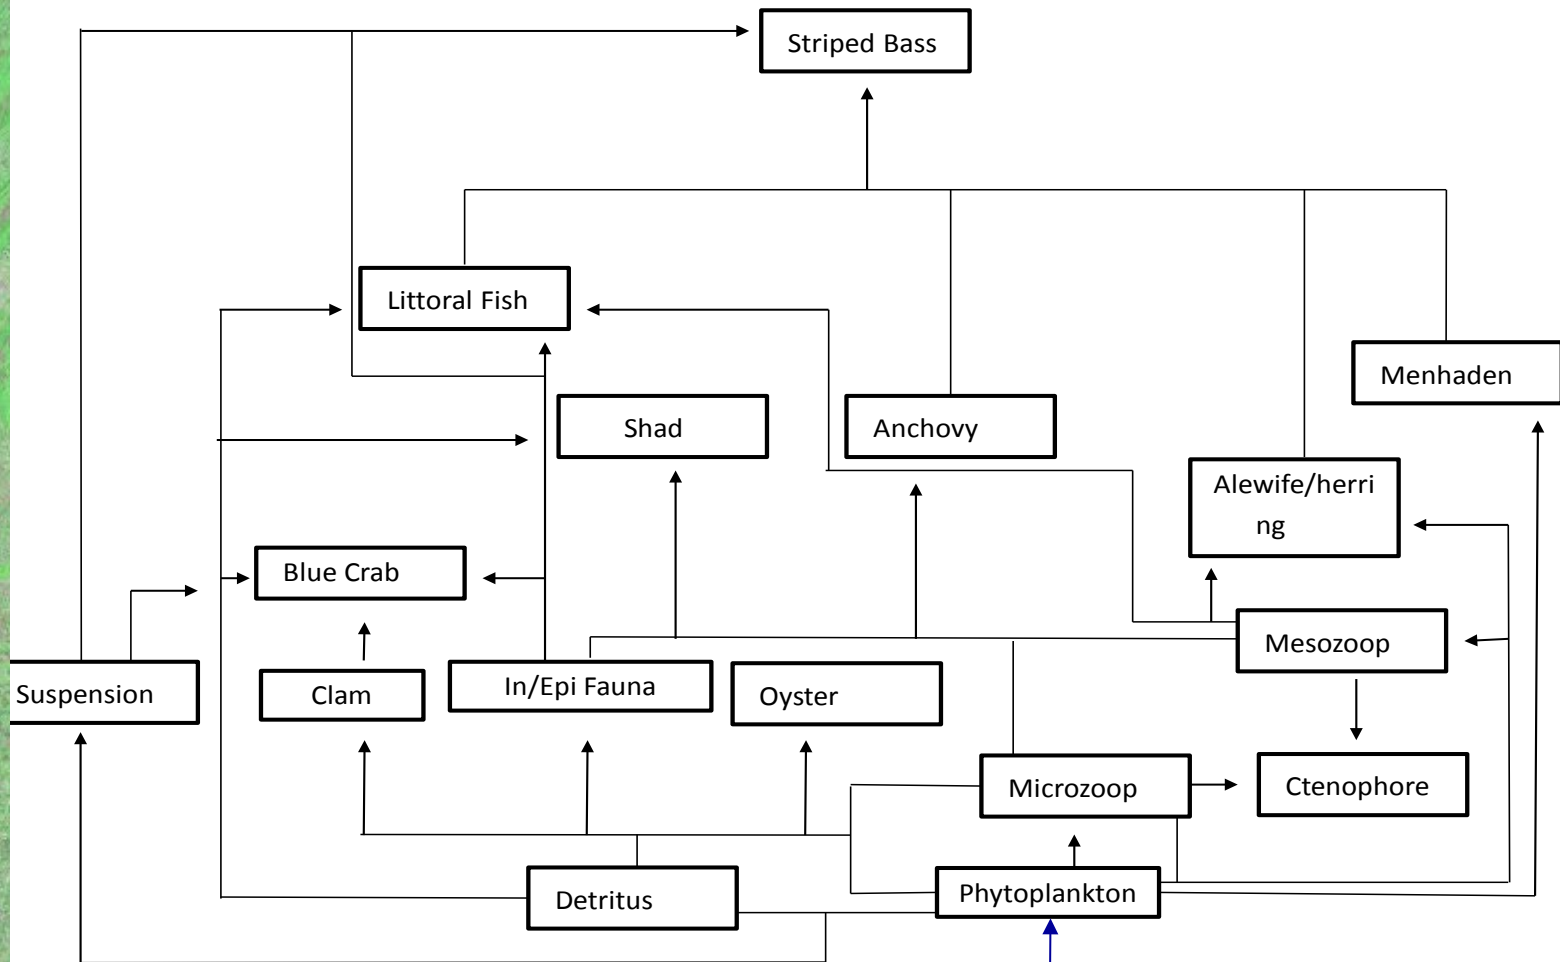 Striped Bass
Littoral Fish
Menhaden
Shad
Anchovy
Alewife/herri
ng
Blue Crab
Mesozoop
Suspension
Clam
In/Epi Fauna
Oyster
Microzoop
Ctenophore
Detritus
Phytoplankton